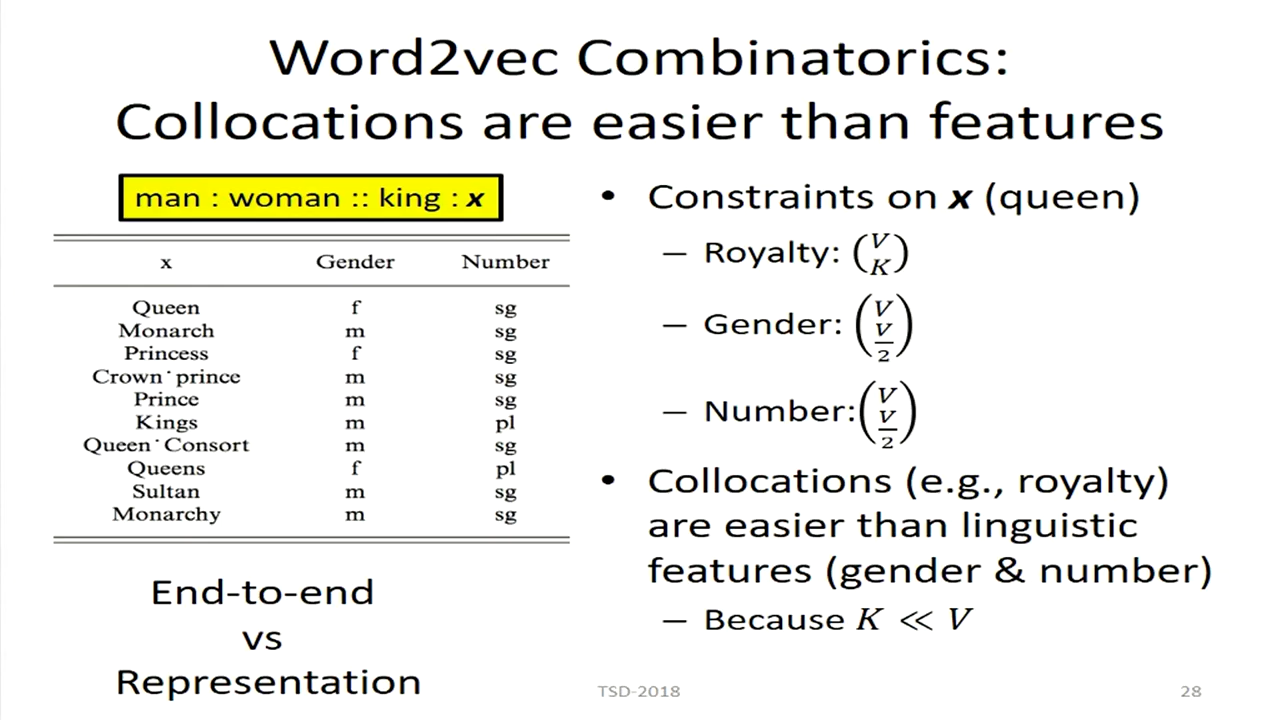 Word2vec Combinatorics:
Collocations are easier than features
man : woman :: king : x
x Gender Number
Queen f sg
Monarch m sg
Princess f sg
Crown˙prince m sg
Prince m sg
Kings m pl
Queen˙Consort m sg
Queens f pl
Sultan m sg
Monarchy m sg
End-to-end
vs
Representation
• Constraints on x (queen)
– Royalty: (V K)
– Gender: (V V/2)
– Number: (V V/2)
• Collocations (e.g., royalty)
are easier than linguistic
features (gender & number)
– Because K ≪ V
TSD-2018
28